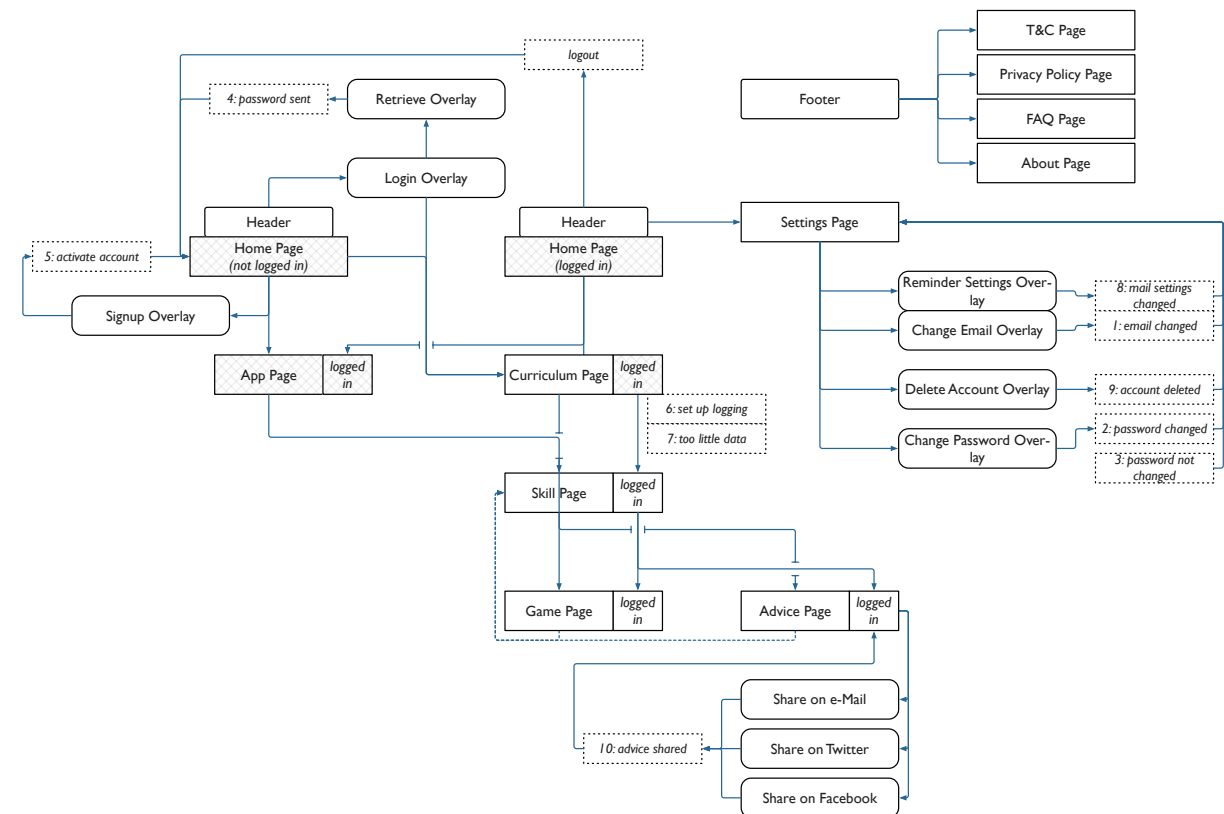 T&C Page
logout
Privacy Policy Page
4: password sent
Retrieve Overlay
Footer
FAQ Page
About Page
Login Overlay
Header
Header
Settings Page
Home Page
(not logged in)
Home Page
(logged in)
5: activate account
Reminder Settings Over-
lay
8: mail settings
changed
Signup Overlay
Change Email Overlay
1: email changed
App Page
logged
in
Curriculum Page
logged
in
Delete Account Overlay
9: account deleted
6: set up logging
7: too little data
2: password changed
Change Password Over-
lay
3: password not
changed
Skill Page
logged
in
Game Page
logged
in
Advice Page
logged
in
Share on e-Mail
10: advice shared
Share on Twitter
Share on Facebook